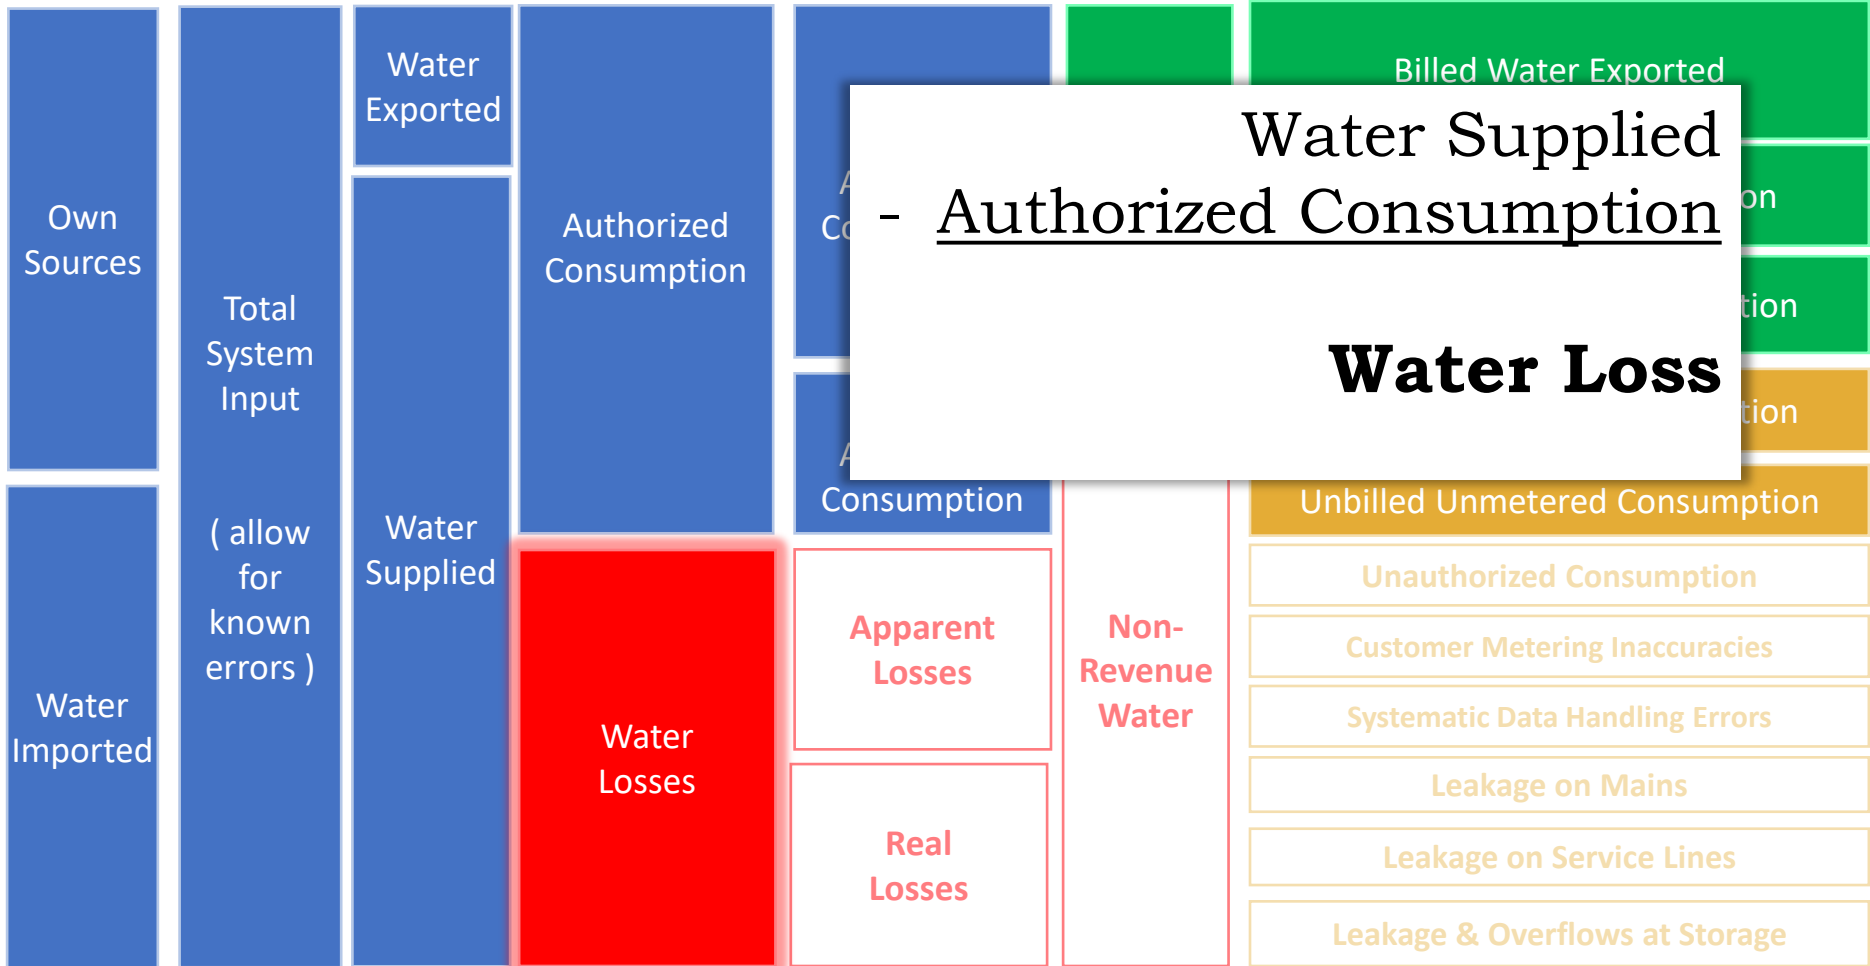 Own
Sources
Water
Imported
Total
System
Input
( allow
for
known
errors )
Water
Exported
Water
Supplied
Authorized
Consumption
Water
Losses
Consumption
Apparent
Losses
Real
Losses
Non-
Revenue
Water
Billed Water Exported
Water Supplied
- Authorized Consumption
Water Loss
Unbilled Unmetered Consumption
Unauthorized Consumption
Customer Metering Inaccuracies
Systematic Data Handling Errors
Leakage on Mains
Leakage on Service Lines
Leakage & Overflows at Storage